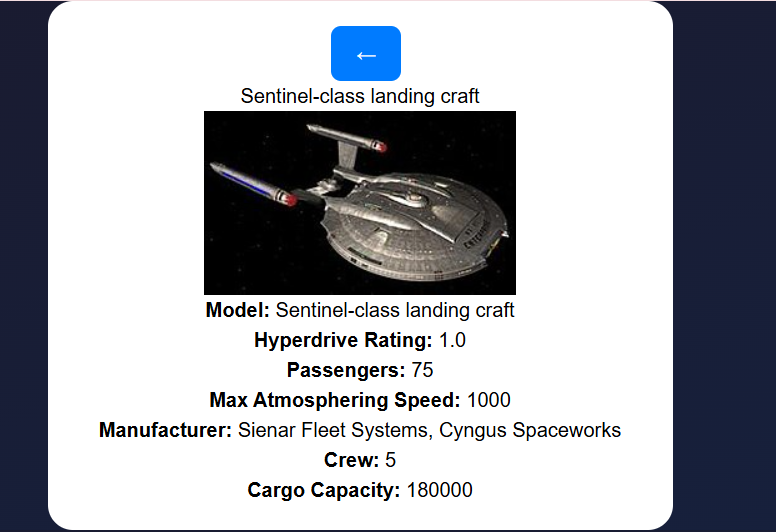 ←
Sentinel-class landing craft
Model: Sentinel-class landing craft
Hyperdrive Rating: 1.0
Passengers: 75
Max Atmosphering Speed: 1000
Manufacturer: Sienar Fleet Systems, Cyngus Spaceworks
Crew: 5
Cargo Capacity: 180000